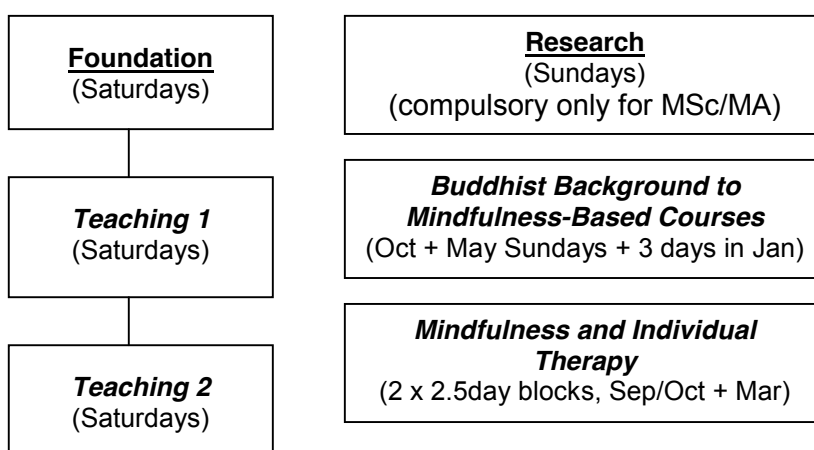 Foundation
(Saturdays)
Research
(Sundays)
(compulsory only for MSc/MA)
Teaching 1
(Saturdays)
Buddhist Background to
Mindfulness-Based Courses
(Oct + May Sundays + 3 days in Jan)
Teaching 2
(Saturdays)
Mindfulness and Individual
Therapy
(2 x 2.5day blocks, Sep/Oct + Mar)